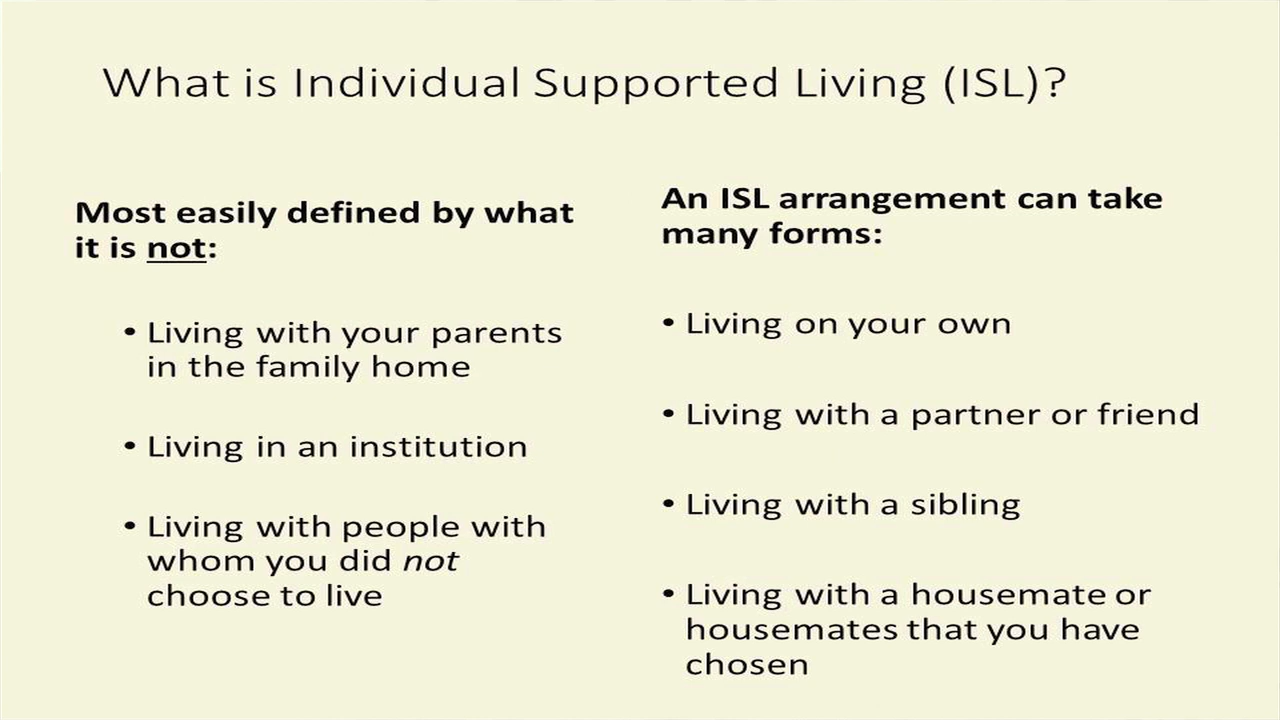 What is Individual Supported Living (ISL)?
Most easily defined by what
it is not:
• Living with your parents
in the family home
• Living in an institution
• Living with people with
whom you did not
choose to live
An ISL arrangement can take
many forms:
• Living on your own
• Living with a partner or friend
• Living with a sibling
• Living with a housemate or
housemates that you have
chosen